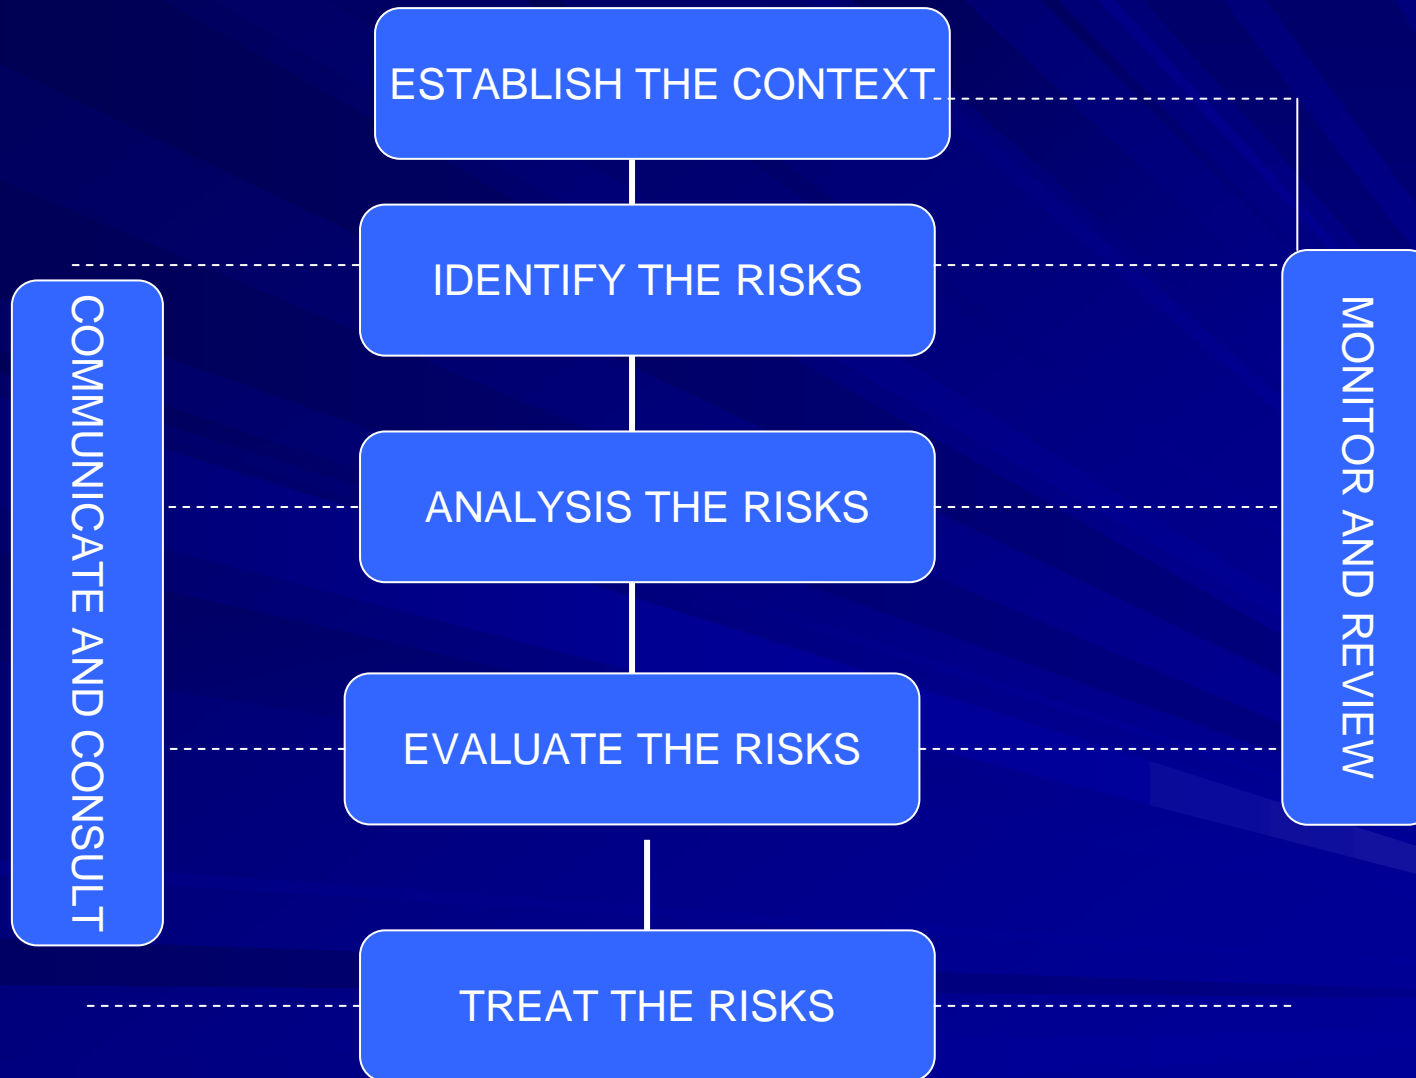 ESTABLISH THE CONTEXT
IDENTIFY THE RISKS
COMMUNICATE AND CONSULT
MONITOR AND REVIEW
ANALYSIS THE RISKS
EVALUATE THE RISKS
TREAT THE RISKS